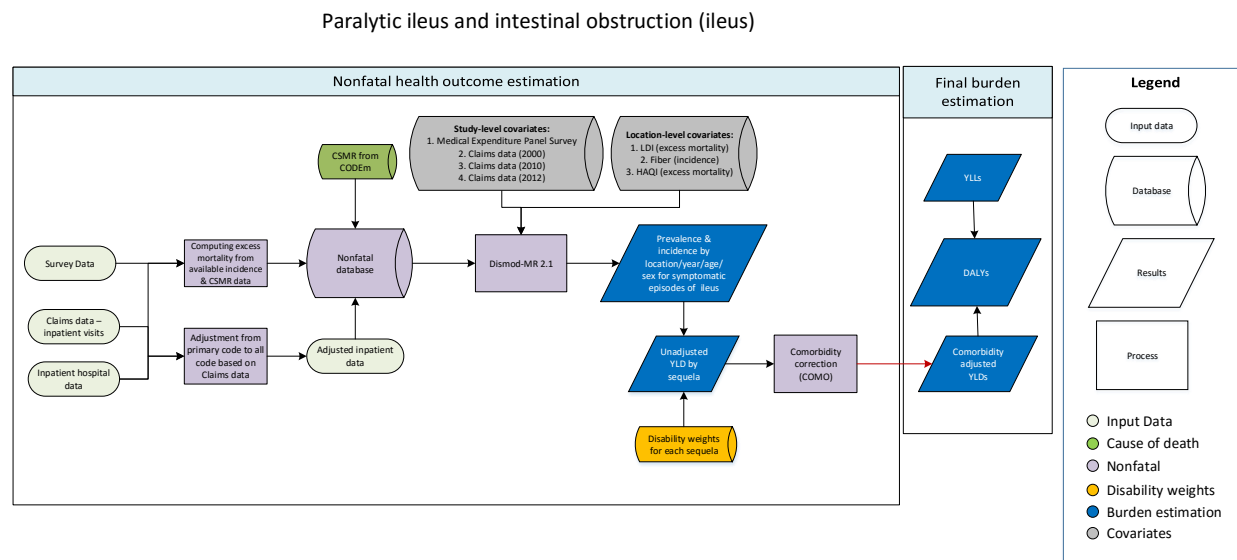 Paralytic ileus and intestinal obstruction (ileus)
Nonfatal health outcome estimation
Final burden
estimation
Legend
Study-level covariates:
1. Medical Expenditure Panel Survey
2. Claims data (2000)
3. Claims data (2010)
4. Claims data (2012)
Location-level covariates:
1. LDI (excess mortality)
2. Fiber (incidence)
3. HAQI (excess mortality)
CSMR from
CODEm
Survey Data
Computing excess
mortality from
available incidence
& CSMR data
Nonfatal
database
Dismod-MR 2.1
Prevalence &
incidence by
location/year/age/
sex for symptomatic
episodes of ileus
Claims data –
inpatient visits
Inpatient hospital
data
Adjustment from
primary code to all
code based on
Claims data
Adjusted inpatient
data
Unadjusted
YLD by
sequela
Comorbidity
correction
(COMO)
Disability weights
for each sequela
YLLs
DALYs
Comorbidity
adjusted
YLDs
Input data
Database
Results
Process
Input Data
Cause of death
Nonfatal
Disability weights
Burden estimation
Covariates